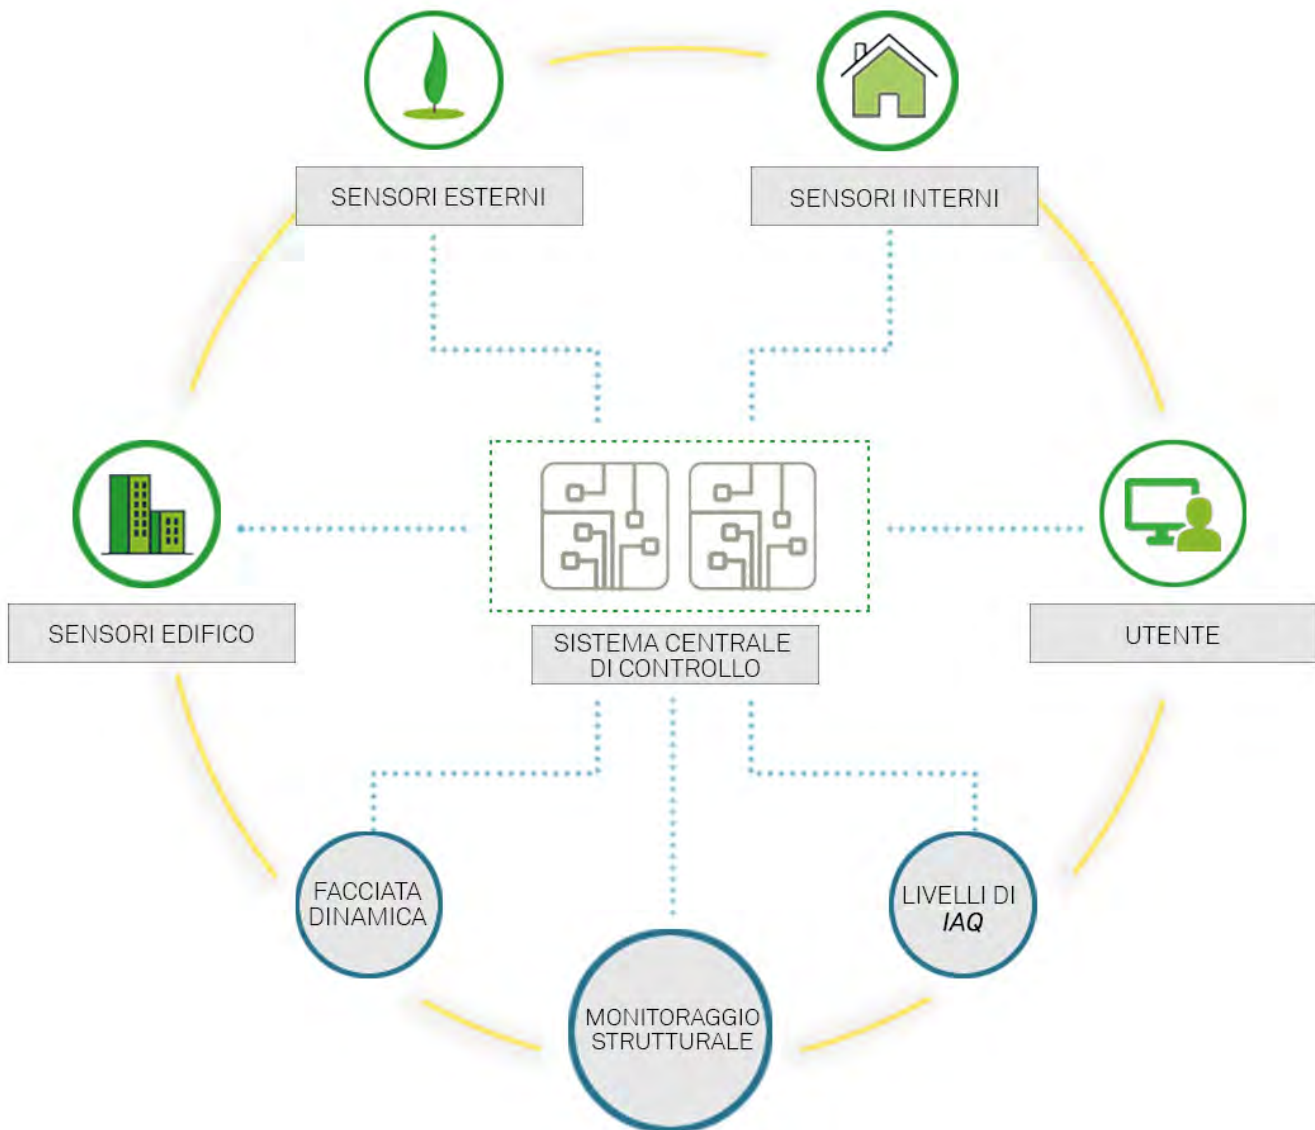 SENSORI ESTERNI
SENSORI INTERNI
SENSORI EDIFICO
SISTEMA CENTRALE
DI CONTROLLO
UTENTE
FACCIATA
DINAMICA
LIVELLI DI
IAQ
MONITORAGGIO
STRUTTURALE